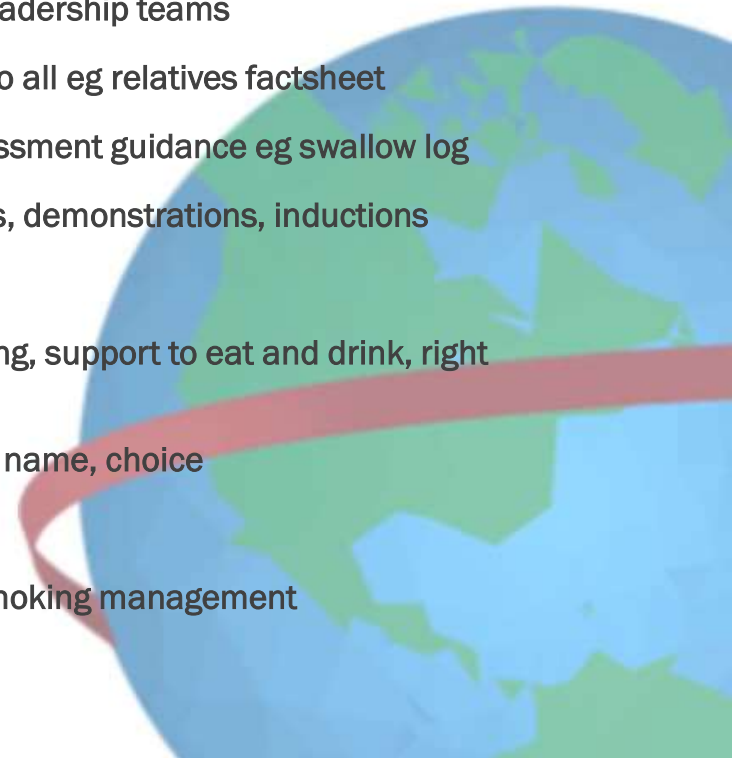 adership teams
o all eg relatives factsheet
ssment guidance eg swallow log
s, demonstrations, inductions
ng, support to eat and drink, right
name, choice
hoking management